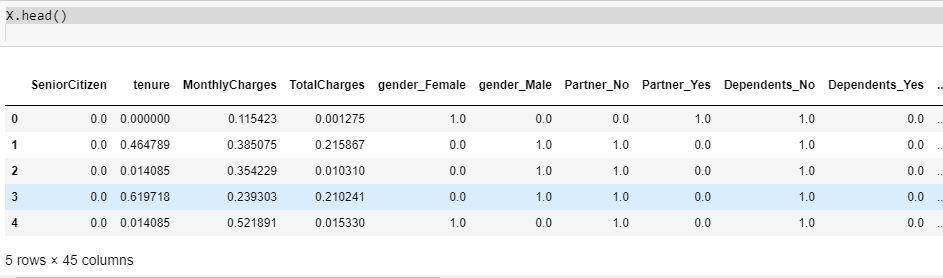 X.head()
SeniorCitizen tenure MonthlyCharges TotalCharges gender_Female gender_Male Partner_No Partner_Yes Dependents_No Dependents_Yes ...
0 0.0 0.000000 0.115423 0.001275 1.0 0.0 0.0 1.0 1.0 0.0 ...
1 0.0 0.464789 0.385075 0.215867 0.0 1.0 1.0 0.0 1.0 0.0 ...
2 0.0 0.014085 0.354229 0.010310 0.0 1.0 1.0 0.0 1.0 0.0 ...
3 0.0 0.619718 0.239303 0.210241 0.0 1.0 1.0 0.0 1.0 0.0 ...
4 0.0 0.014085 0.521891 0.015330 1.0 0.0 1.0 0.0 1.0 0.0 ...
5 rows × 45 columns